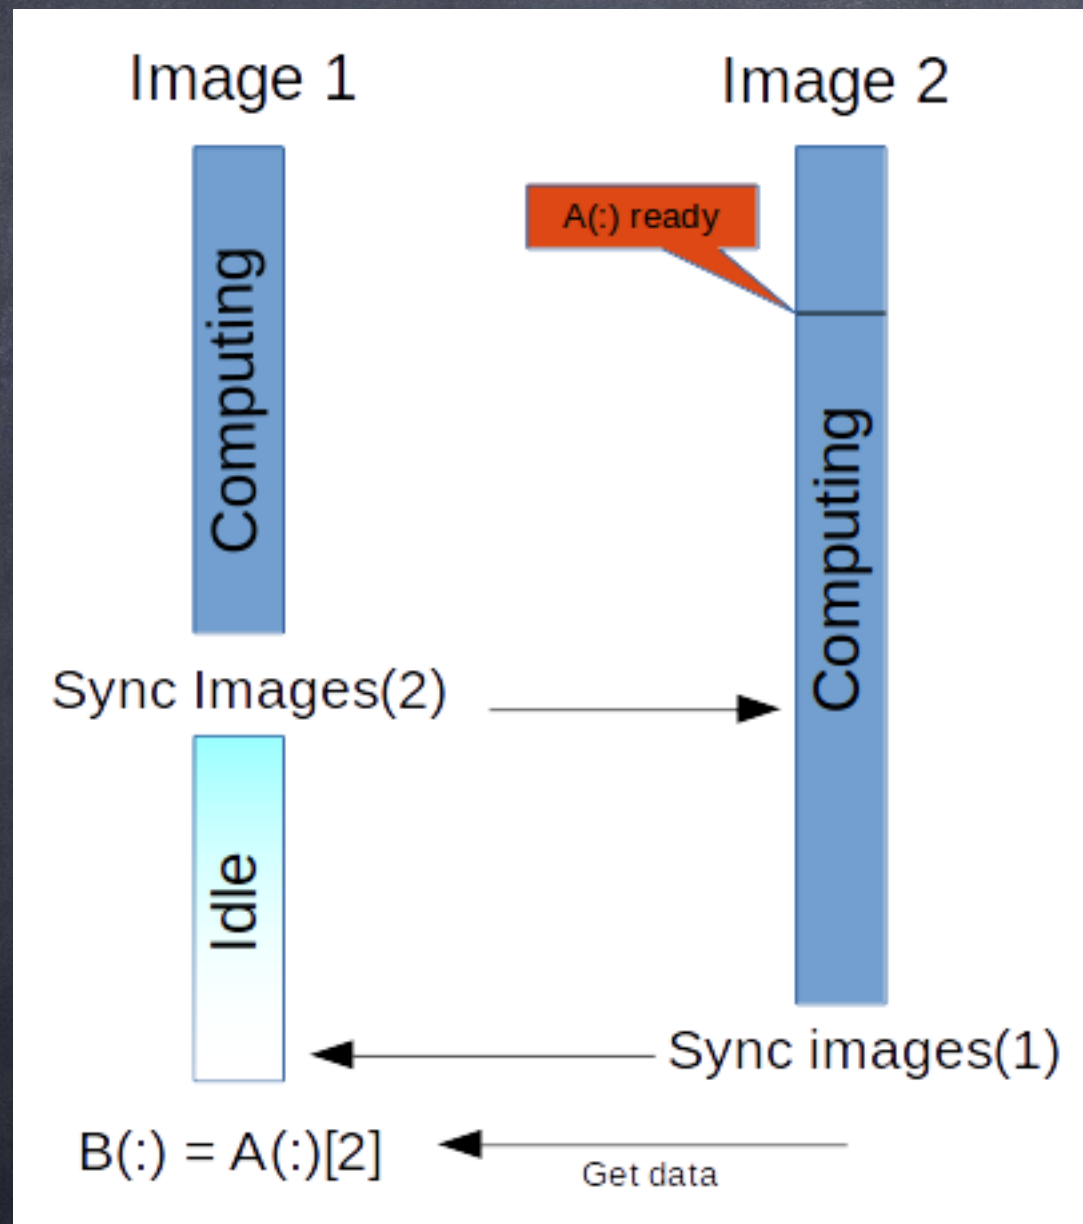 Image 1
Image 2
A(:) ready
Computing
Computing
Sync Images(2)
Idle
Sync images(1)
B(:) = A(:)[2]
Get data